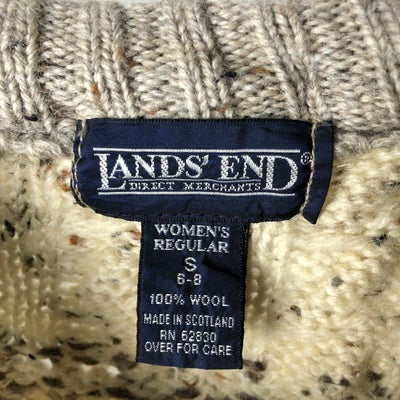 LANDS' END®
DIRECT MERCHANTS
WOMEN'S
REGULAR
S
6-8
100% WOOL
MADE IN SCOTLAND
RN 62830
OVER FOR CARE